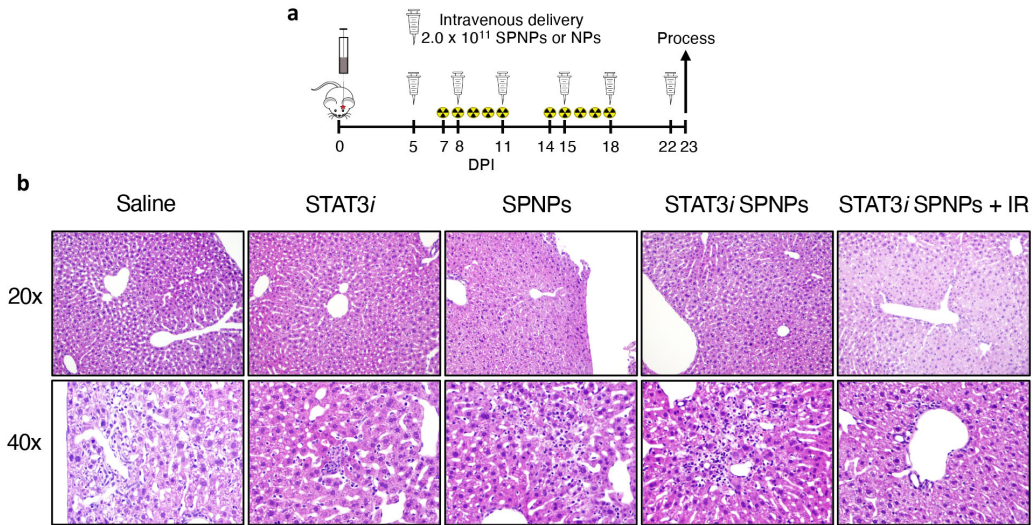 a
Intravenous delivery
2.0 x 10¹¹ SPNPs or NPs
Process
0 5 7 8 11 14 15 18 22 23
DPI
b
Saline STAT3i SPNPs STAT3i SPNPs STAT3i SPNPs + IR
20x
40x